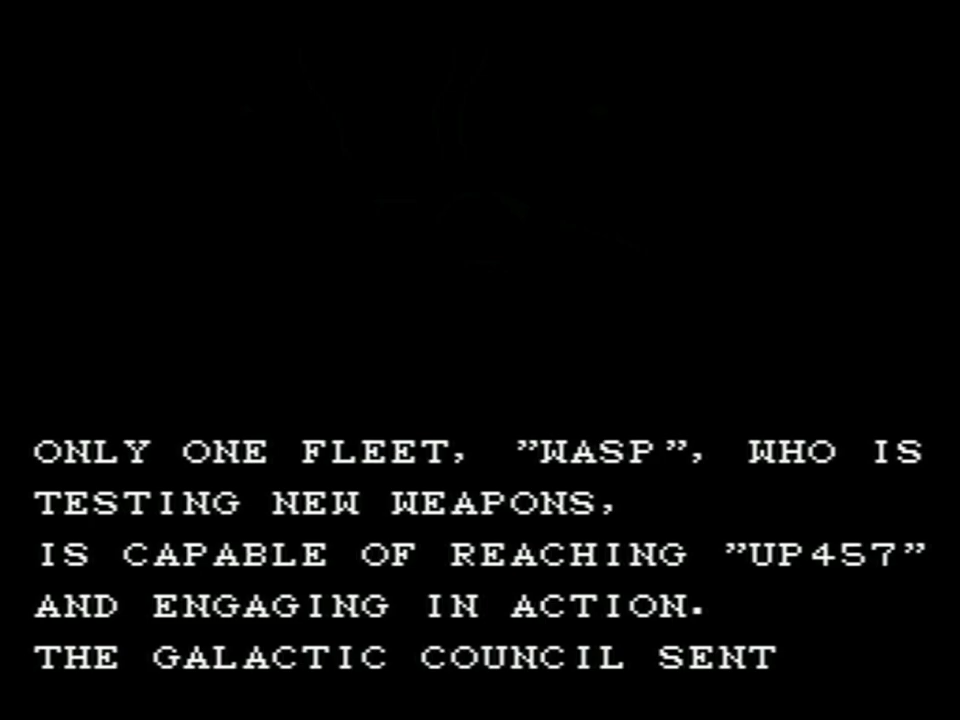 ONLY ONE FLEET, ”WASP”, WHO IS
TESTING NEW WEAPONS,
IS CAPABLE OF REACHING ”UP457”
AND ENGAGING IN ACTION.
THE GALACTIC COUNCIL SENT